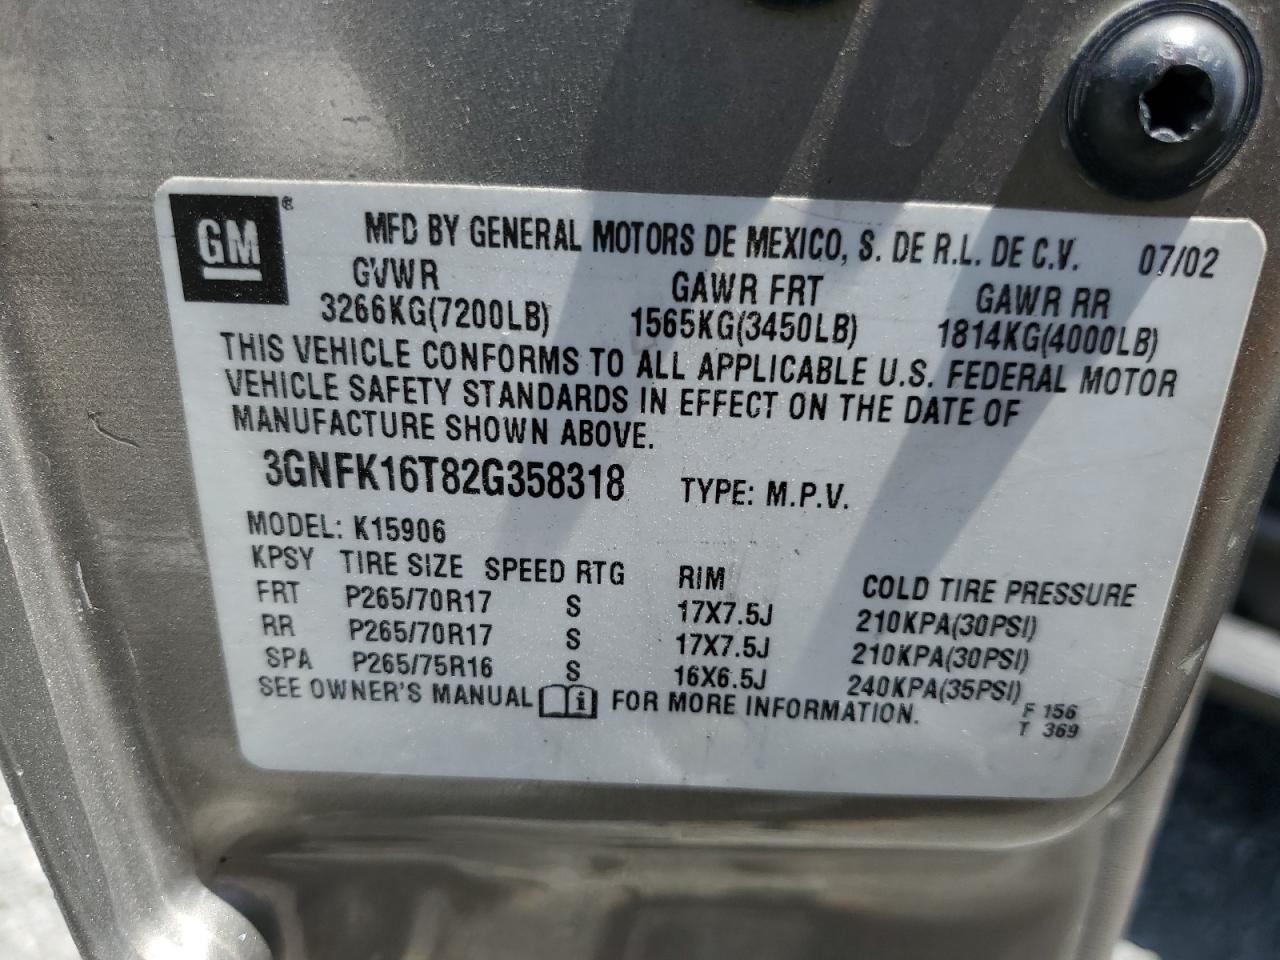 GM ® MFD BY GENERAL MOTORS DE MEXICO, S. DE R.L. DE C.V. 07/02
GVWR GAWR FRT GAWR RR
3266KG(7200LB) 1565KG(3450LB) 1814KG(4000LB)
THIS VEHICLE CONFORMS TO ALL APPLICABLE U.S. FEDERAL MOTOR
VEHICLE SAFETY STANDARDS IN EFFECT ON THE DATE OF
MANUFACTURE SHOWN ABOVE.
3GNFK16T82G358318 TYPE: M.P.V.
MODEL: K15906
KPSY TIRE SIZE SPEED RTG RIM COLD TIRE PRESSURE
FRT P265/70R17 S 17X7.5J 210KPA(30PSI)
RR P265/70R17 S 17X7.5J 210KPA(30PSI)
SPA P265/75R16 S 16X6.5J 240KPA(35PSI)
SEE OWNER'S MANUAL FOR MORE INFORMATION.
F 156
T 369